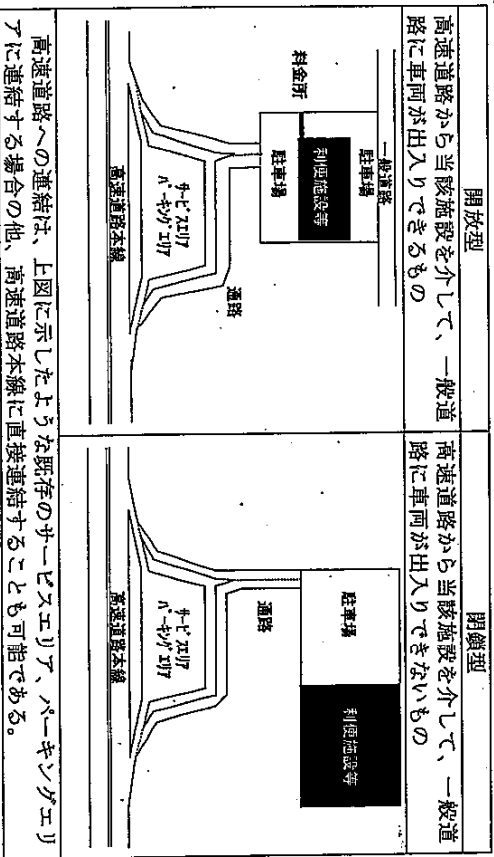 開放型
高速道路から当該施設を介して、一般道
路に車両が出入りできるもの
一般道路
駐車場
利便施設等
料金所
駐車場
通路
サービスエリア
パーキングエリア
高速道路本線
閉鎖型
高速道路から当該施設を介して、一般道
路に車両が出入りできないもの
駐車場
利便施設等
通路
サービスエリア
パーキングエリア
高速道路本線
高速道路への連結は、上図に示したような既存のサービスエリア、パーキングエリ
アに連結する場合の他、高速道路本線に直接連結することも可能である。